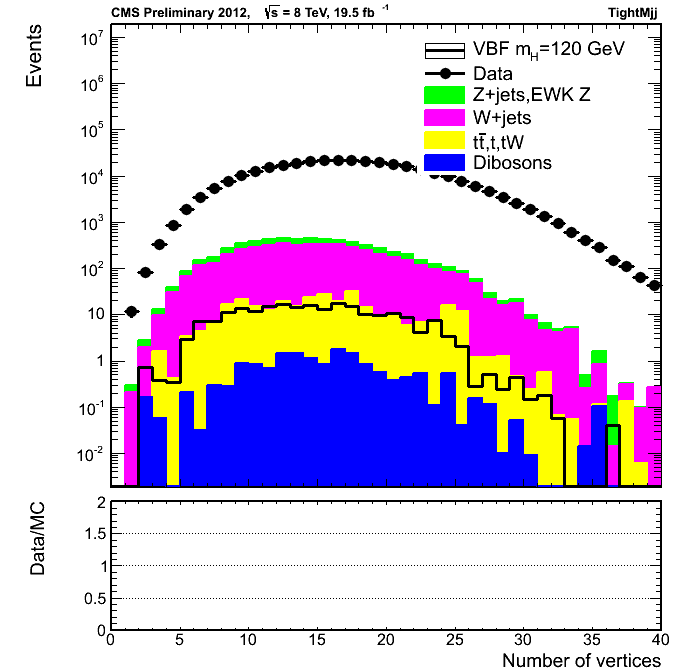 CMS Preliminary 2012, √s = 8 TeV, 19.5 fb⁻¹ TightMjj
Events
10⁷
10⁶
10⁵
10⁴
10³
10²
10
1
10⁻¹
10⁻²
VBF m_H=120 GeV
Data
Z+jets,EWK Z
W+jets
tt̄,t,tW
Dibosons
Data/MC
2
1.5
1
0.5
0
0 5 10 15 20 25 30 35 40
Number of vertices